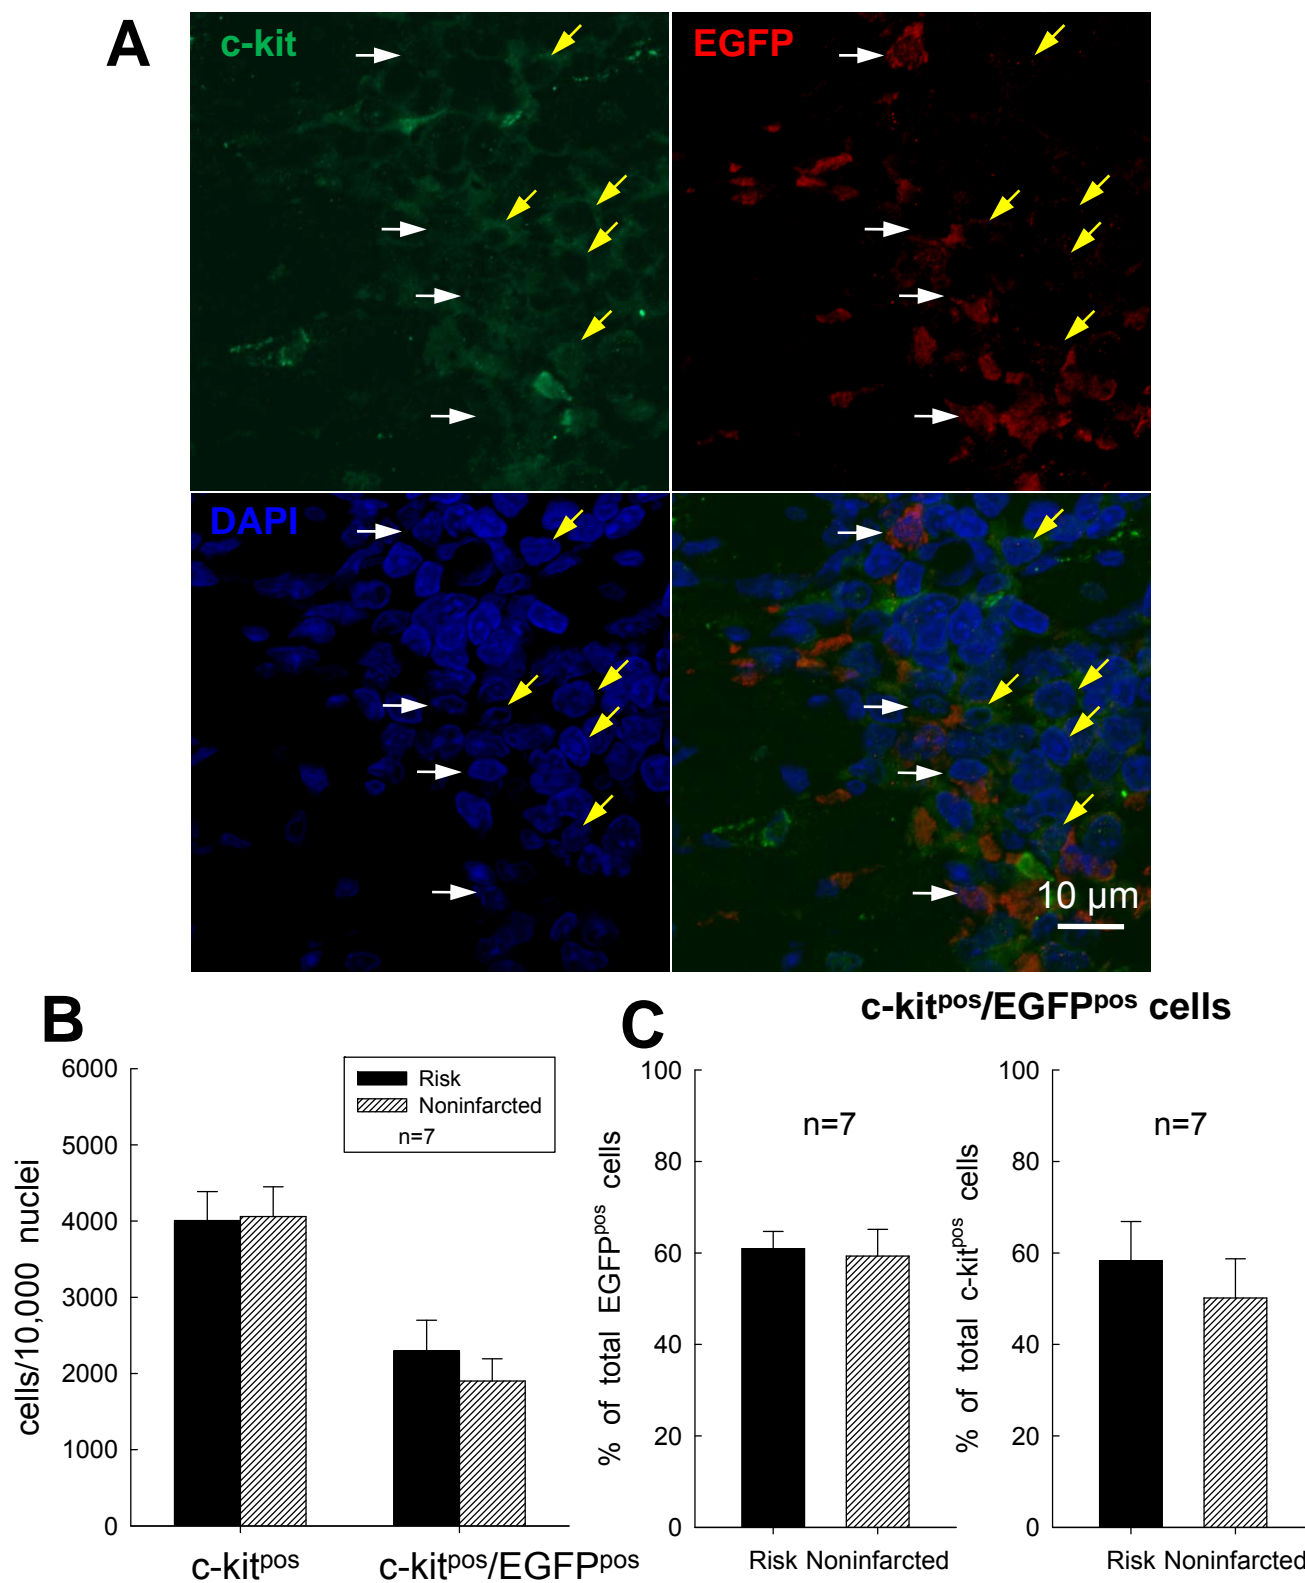 A
c-kit
EGFP
DAPI
10 µm
B
6000
5000
4000
3000
2000
1000
0
cells/10,000 nuclei
Risk
Noninfarcted
n=7
c-kitpos
c-kitpos/EGFPpos
C
c-kitpos/EGFPpos cells
100
80
60
40
20
0
% of total EGFPpos cells
n=7
Risk Noninfarcted
100
80
60
40
20
0
% of total c-kitpos cells
n=7
Risk Noninfarcted